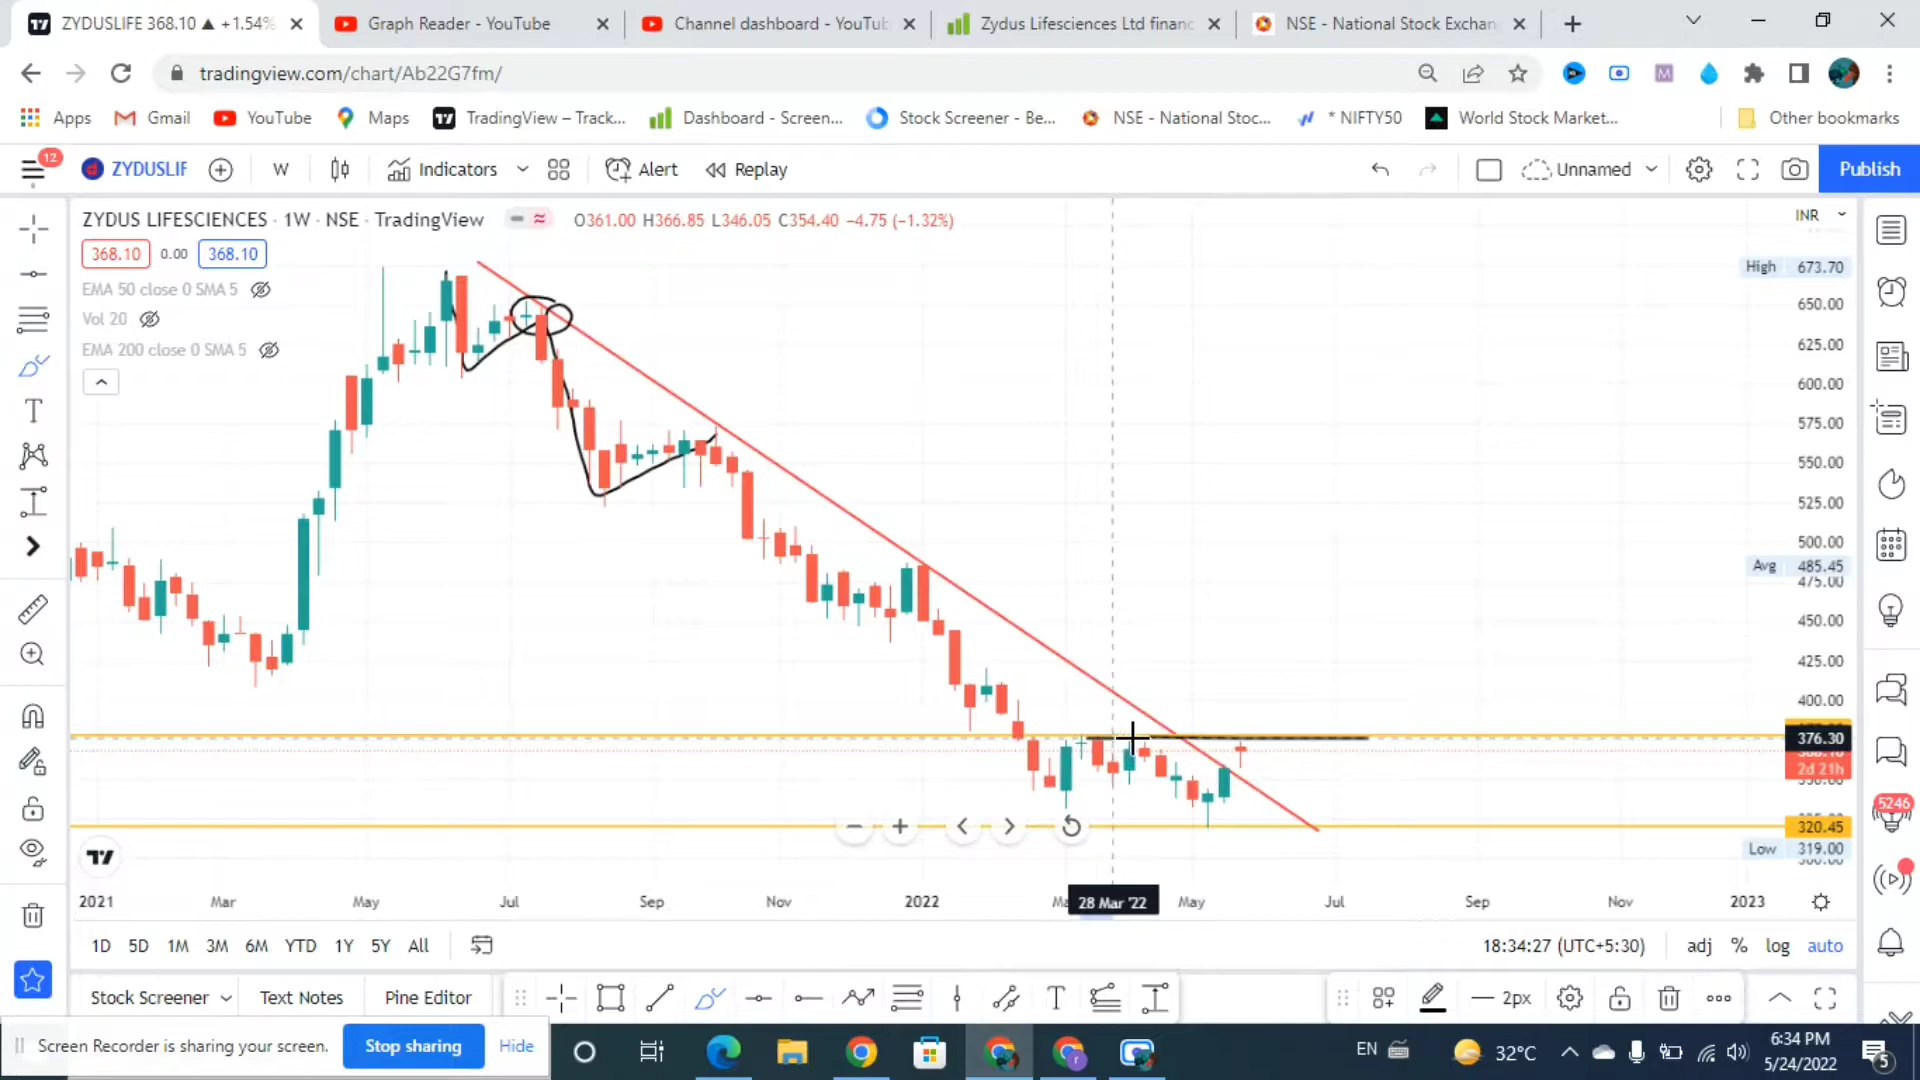 ZYDUSLIFE 368.10 ▲ +1.54%
Graph Reader - YouTube
Channel dashboard - YouTub
Zydus Lifesciences Ltd financ
NSE - National Stock Exchan
tradingview.com/chart/Ab22G7fm/
Apps Gmail YouTube Maps TradingView – Track... Dashboard - Screen... Stock Screener - Be... NSE - National Stoc... * NIFTY50 World Stock Market... Other bookmarks
12
ZYDUSLIF W Indicators Alert Replay Unnamed Publish
ZYDUS LIFESCIENCES · 1W · NSE · TradingView O361.00 H366.85 L346.05 C354.40 −4.75 (−1.32%)
INR
368.10 0.00 368.10
EMA 50 close 0 SMA 5
Vol 20
EMA 200 close 0 SMA 5
High 673.70
650.00
625.00
600.00
575.00
550.00
525.00
500.00
Avg 485.45
475.00
450.00
425.00
400.00
376.30
2d 21h
320.45
Low 319.00
5246
2021 Mar May Jul Sep Nov 2022 28 Mar '22 May Jul Sep Nov 2023
1D 5D 1M 3M 6M YTD 1Y 5Y All
18:34:27 (UTC+5:30) adj % log auto
Stock Screener Text Notes Pine Editor
2px
Screen Recorder is sharing your screen. Stop sharing Hide
EN 32°C
6:34 PM
5/24/2022
5